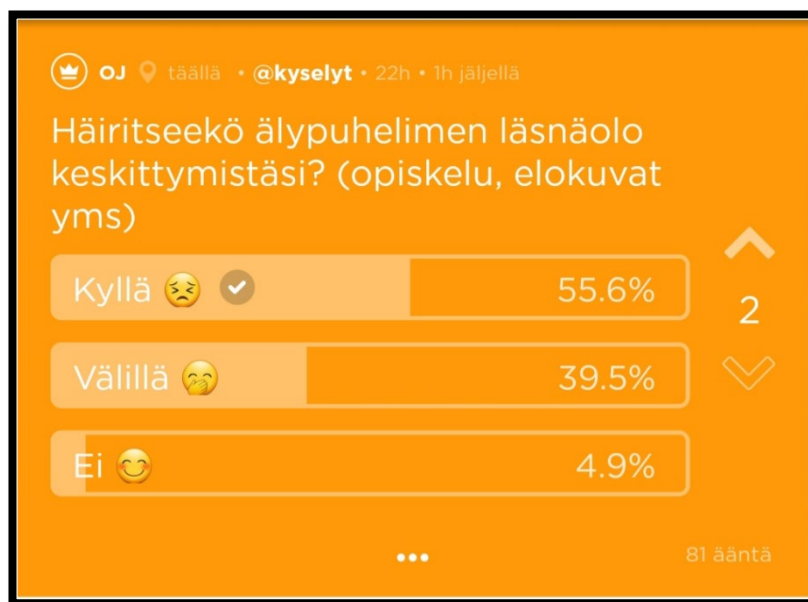 OJ täällä • @kyselyt • 22h • 1h jäljellä
Häiritseekö älypuhelimen läsnäolo
keskittymistäsi? (opiskelu, elokuvat
yms)
Kyllä 😣 55.6%
2
Välillä 🤭 39.5%
Ei 😊 4.9%
81 ääntä